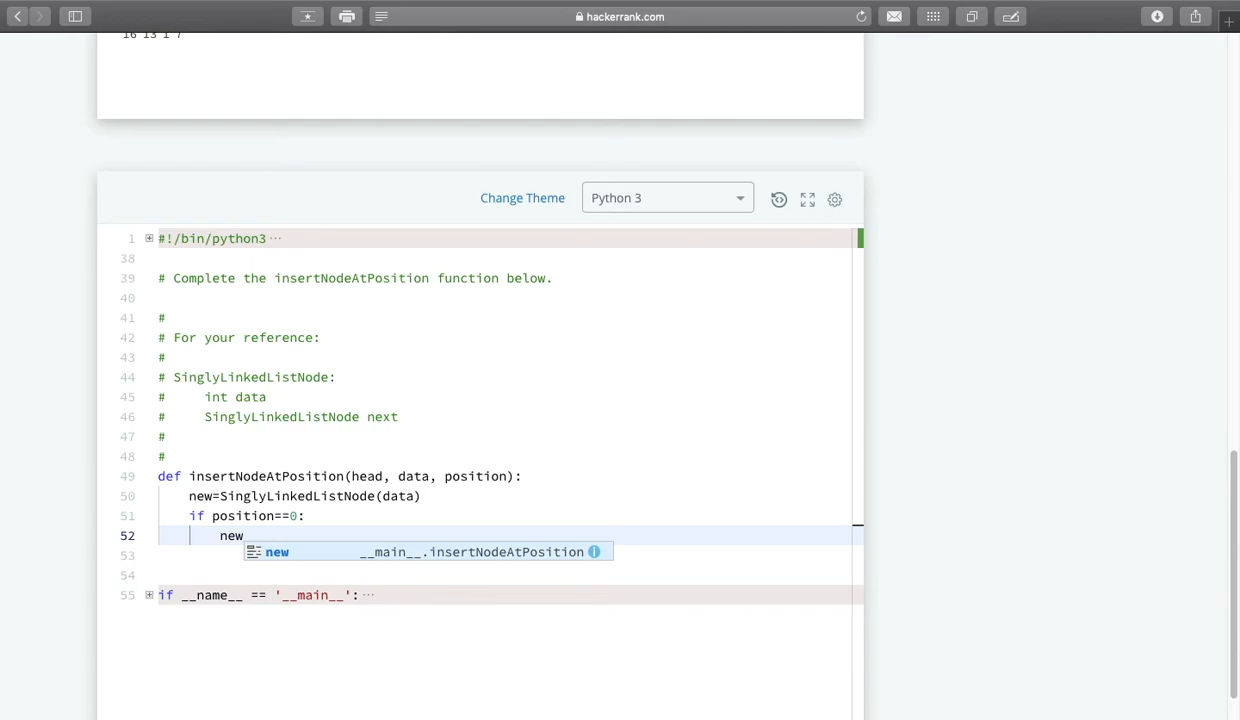 hackerrank.com
16 13 1 7
Change Theme
Python 3
1 #!/bin/python3 ...
38
39 # Complete the insertNodeAtPosition function below.
40
41 #
42 # For your reference:
43 #
44 # SinglyLinkedListNode:
45 #     int data
46 #     SinglyLinkedListNode next
47 #
48 #
49 def insertNodeAtPosition(head, data, position):
50     new=SinglyLinkedListNode(data)
51     if position==0:
52         new
new __main__.insertNodeAtPosition
53
54
55 if __name__ == '__main__': ...